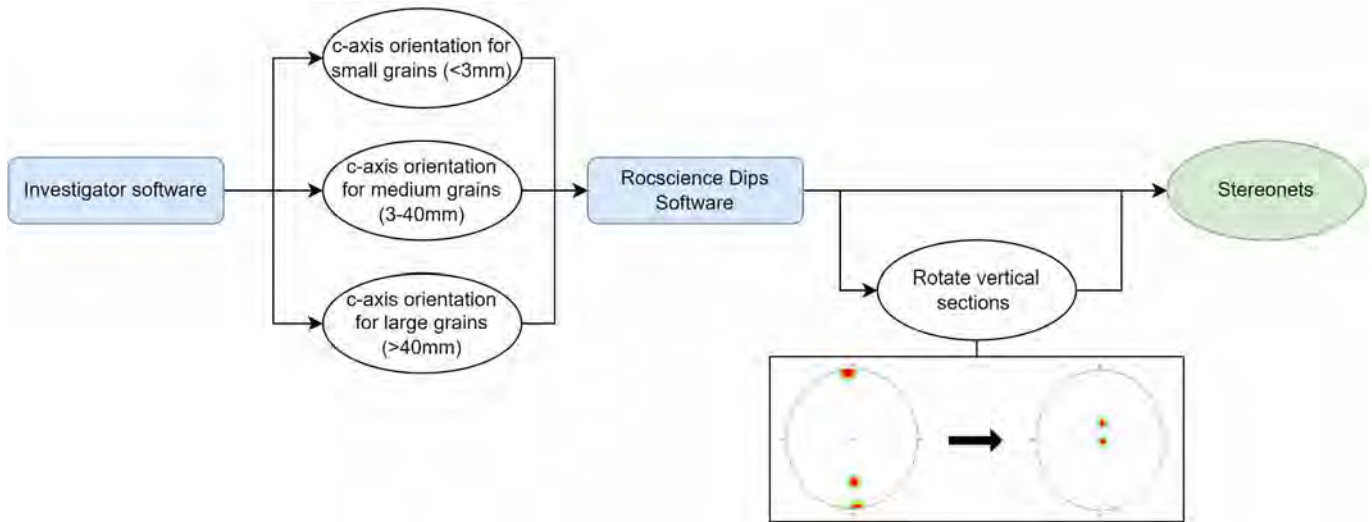 c-axis orientation for
small grains (<3mm)
Investigator software
c-axis orientation
for medium grains
(3-40mm)
Rocscience Dips
Software
Stereonets
Rotate vertical
sections
c-axis orientation
for large grains
(>40mm)